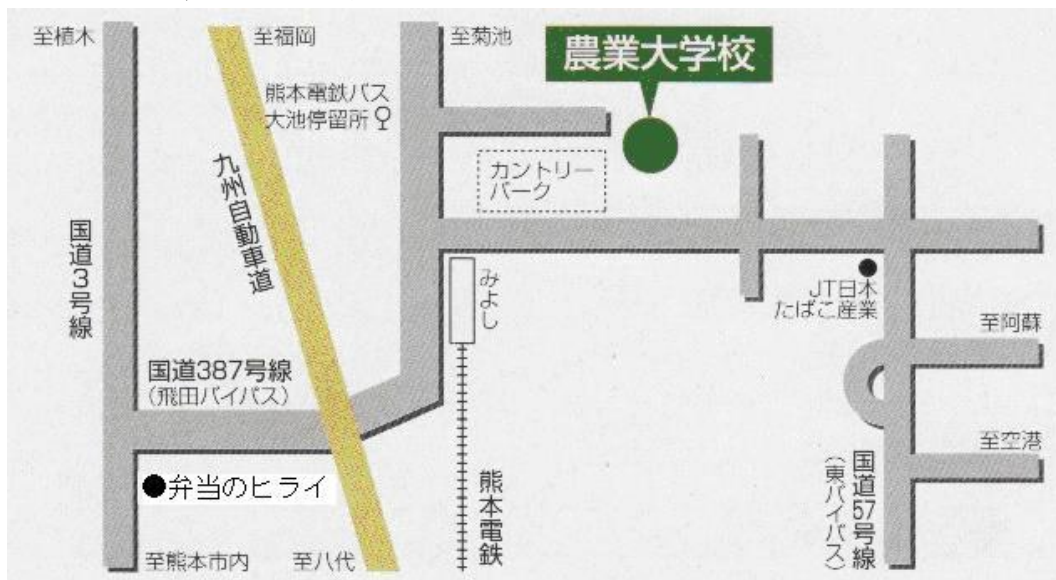 至植木
至福岡
至菊池
農業大学校
熊本電鉄バス
大池停留所
カントリー
パーク
九州自動車道
国道3号線
みよし
JT日本
たばこ産業
至阿蘇
国道387号線
(飛田バイパス)
至空港
弁当のヒライ
熊本電鉄
国道57号線
(東バイパス)
至熊本市内
至八代